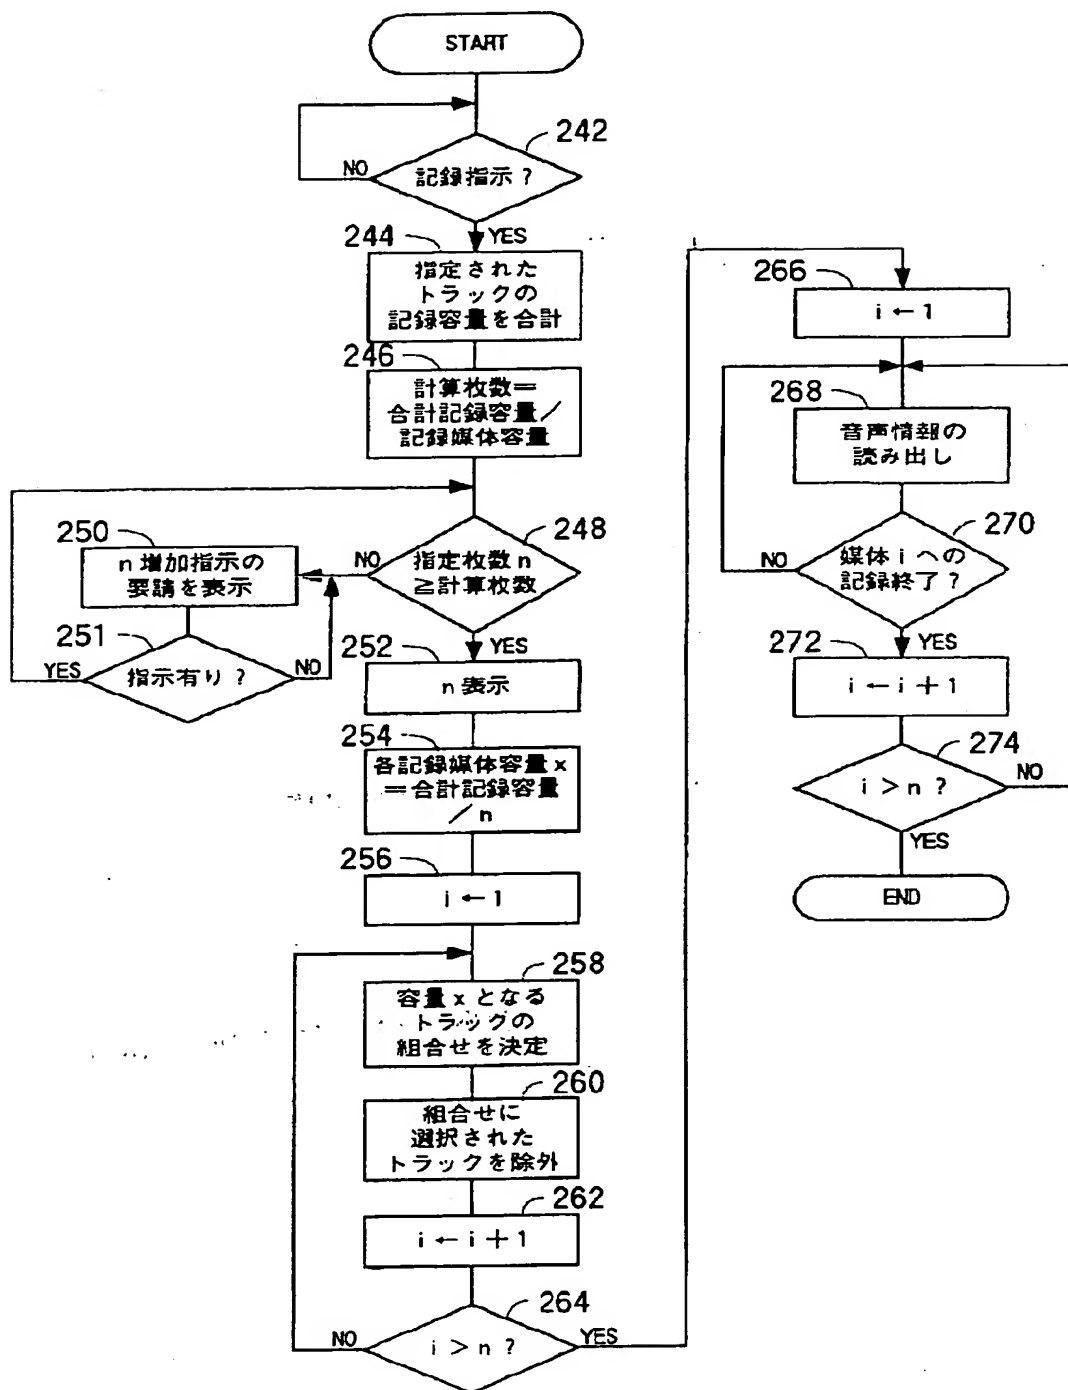 START
242
記録指示？
NO
YES
244
指定された
トラックの
記録容量を合計
246
計算枚数＝
合計記録容量／
記録媒体容量
248
指定枚数 n
≧計算枚数
NO
YES
250
n 増加指示の
要請を表示
251
指示有り？
YES
NO
252
n 表示
254
各記録媒体容量 x
＝合計記録容量
／ n
256
i ← 1
258
容量 x となる
トラックの
組合せを決定
260
組合せに
選択された
トラックを除外
262
i ← i + 1
264
i > n ?
NO
YES
266
i ← 1
268
音声情報の
読み出し
270
媒体 i への
記録終了？
NO
YES
272
i ← i + 1
274
i > n ?
NO
YES
END